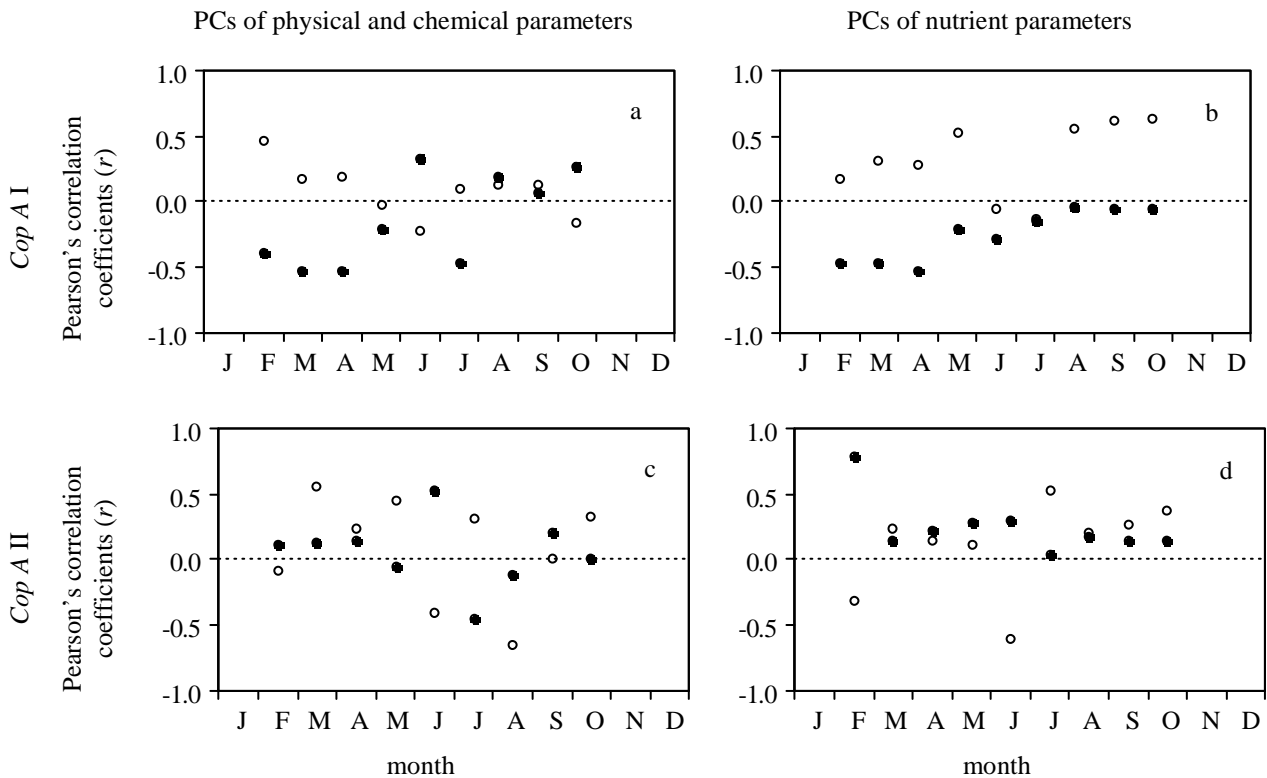 PCs of physical and chemical parameters
PCs of nutrient parameters
Cop A I
Pearson's correlation
coefficients (r)
1.0
0.5
0.0
-0.5
-1.0
a
J F M A M J J A S O N D
1.0
0.5
0.0
-0.5
-1.0
b
J F M A M J J A S O N D
Cop A II
Pearson's correlation
coefficients (r)
1.0
0.5
0.0
-0.5
-1.0
c
J F M A M J J A S O N D
month
1.0
0.5
0.0
-0.5
-1.0
d
J F M A M J J A S O N D
month